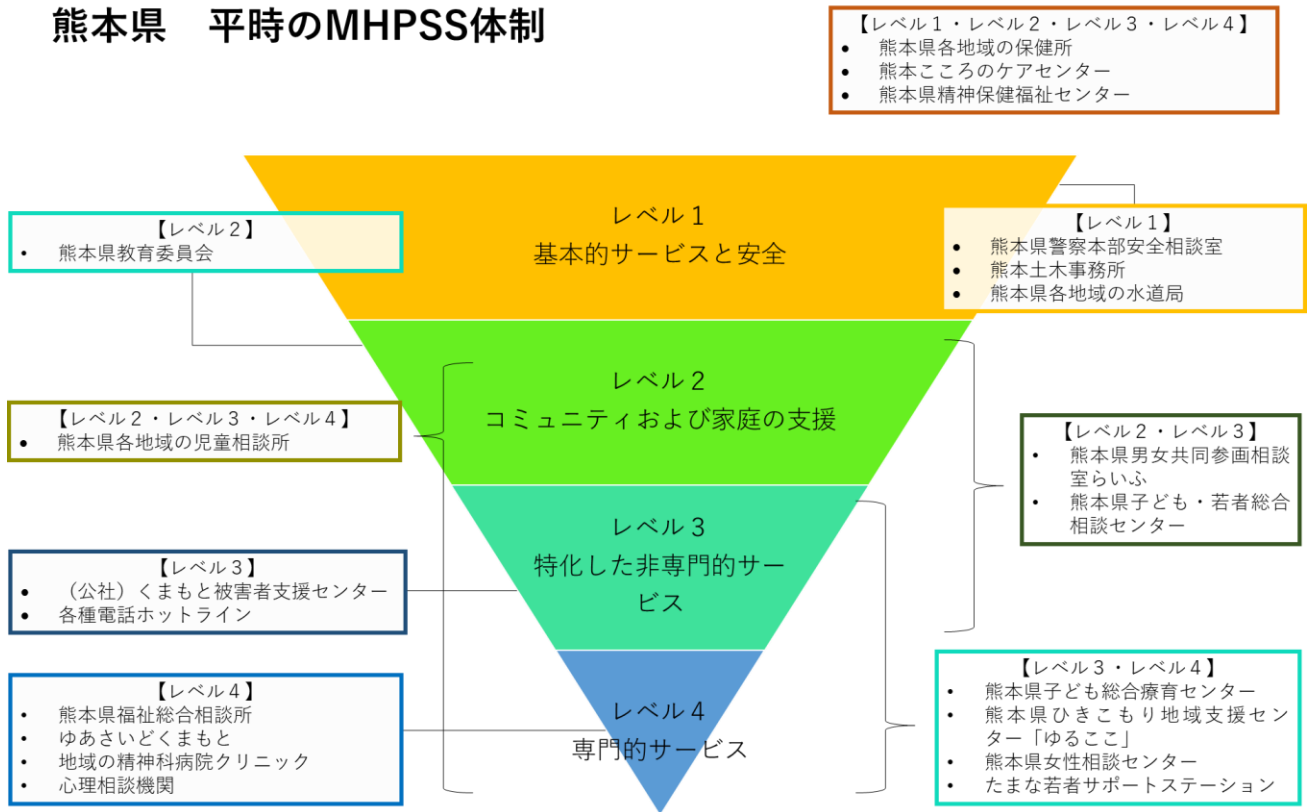 熊本県　平時のMHPSS体制
【レベル１・レベル２・レベル３・レベル４】
• 熊本県各地域の保健所
• 熊本こころのケアセンター
• 熊本県精神保健福祉センター
レベル１
基本的サービスと安全
【レベル２】
• 熊本県教育委員会
【レベル１】
• 熊本県警察本部安全相談室
• 熊本土木事務所
• 熊本県各地域の水道局
レベル２
コミュニティおよび家庭の支援
【レベル２・レベル３・レベル４】
• 熊本県各地域の児童相談所
【レベル２・レベル３】
• 熊本県男女共同参画相談
室らいふ
• 熊本県子ども・若者総合
相談センター
レベル３
特化した非専門的サー
ビス
【レベル３】
• （公社）くまもと被害者支援センター
• 各種電話ホットライン
レベル４
専門的サービス
【レベル４】
• 熊本県福祉総合相談所
• ゆあさいどくまもと
• 地域の精神科病院クリニック
• 心理相談機関
【レベル３・レベル４】
• 熊本県子ども総合療育センター
• 熊本県ひきこもり地域支援セン
ター「ゆるここ」
• 熊本県女性相談センター
• たまな若者サポートステーション